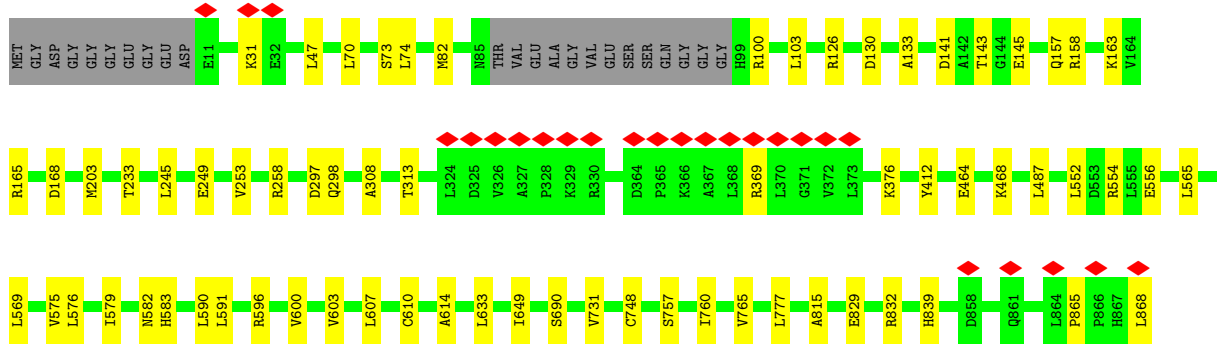 MET GLY ASP GLY GLY GLY GLU GLY GLU ASP E11 K31 E32 L47 L70 S73 L74 M82 N85 THR VAL GLU ALA GLY VAL GLU SER SER GLN GLY GLY GLY H99 R100 L103 R126 D130 A133 D141 A142 T143 G144 E145 Q157 R158 K163 V164
R165 D168 M203 T233 L245 E249 V253 R258 D297 Q298 A308 T313 L324 D325 V326 A327 P328 K329 R330 D364 P365 K366 A367 L368 R369 L370 G371 V372 L373 K376 Y412 E464 K468 L487 L552 D553 R554 L555 E556 L565
L569 V575 L576 I579 N582 H583 L590 L591 R596 V600 V603 L607 C610 A614 L633 I649 S690 V731 C748 S757 I760 V765 L777 A815 E829 R832 H839 D858 Q861 L864 P865 P866 H867 L868